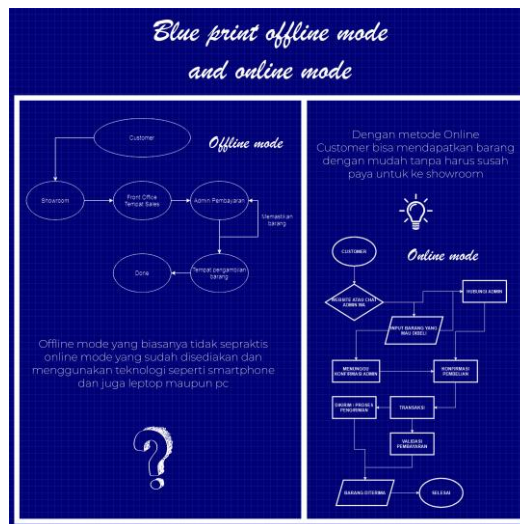 Blue print offline mode
and online mode
Customer
Offline mode
Showroom
Front Office
Tempat Sales
Admin Pembayaran
Memastikan
barang
Done
Tempat pengambilan
barang
Offline mode yang biasanya tidak sepraktis
online mode yang sudah disediakan dan
menggunakan teknologi seperti smartphone
dan juga leptop maupun pc
Dengan metode Online
Customer bisa mendapatkan barang
dengan mudah tanpa harus susah
paya untuk ke showroom
CUSTOMER
Online mode
WEBSITE ATAU CHAT
ADMIN WA
HUBUNGI ADMIN
INPUT BARANG YANG
MAU DIBELI
MENUNGGU
KONFIRMASI ADMIN
KONFIRMASI
PEMBELIAN
DIKIRIM / PROSES
PENGIRIMAN
TRANSAKSI
VALIDASI
PEMBAYARAN
BARANG DITERIMA
SELESAI